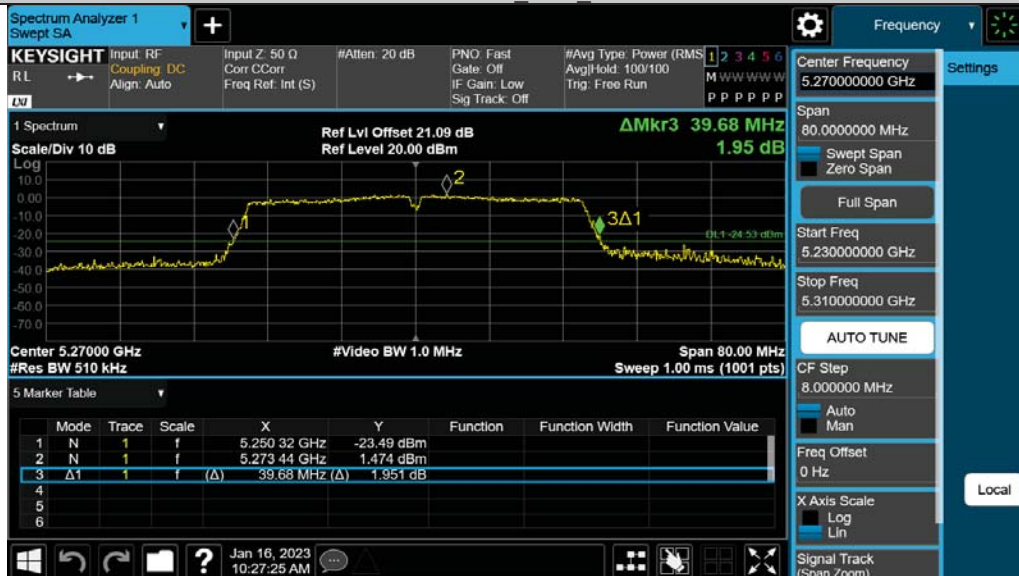 Spectrum Analyzer 1
Swept SA
+
Frequency
KEYSIGHT Input: RF Input Z: 50 Ω #Atten: 20 dB PNO: Fast #Avg Type: Power (RMS 1 2 3 4 5 6
RL Coupling: DC Corr CCorr Gate: Off Avg|Hold: 100/100 M W W W W W
Align: Auto Freq Ref: Int (S) IF Gain: Low Trig: Free Run
LXI Sig Track: Off P P P P P P
1 Spectrum
Ref Lvl Offset 21.09 dB ΔMkr3 39.68 MHz
Scale/Div 10 dB Ref Level 20.00 dBm 1.95 dB
Log
10.0
0.00
-10.0
-20.0
-30.0
-40.0
-50.0
-60.0
-70.0
2
1
3Δ1
DL1 -24.53 dBm
Center 5.27000 GHz #Video BW 1.0 MHz Span 80.00 MHz
#Res BW 510 kHz Sweep 1.00 ms (1001 pts)
5 Marker Table
Mode Trace Scale X Y Function Function Width Function Value
1 N 1 f 5.250 32 GHz -23.49 dBm
2 N 1 f 5.273 44 GHz 1.474 dBm
3 Δ1 1 f (Δ) 39.68 MHz (Δ) 1.951 dB
4
5
6
? Jan 16, 2023
10:27:25 AM
Center Frequency
5.270000000 GHz
Span
80.0000000 MHz
Swept Span
Zero Span
Full Span
Start Freq
5.230000000 GHz
Stop Freq
5.310000000 GHz
AUTO TUNE
CF Step
8.000000 MHz
Auto
Man
Freq Offset
0 Hz
X Axis Scale
Log
Lin
Signal Track
(Span Zoom)
Settings
Local